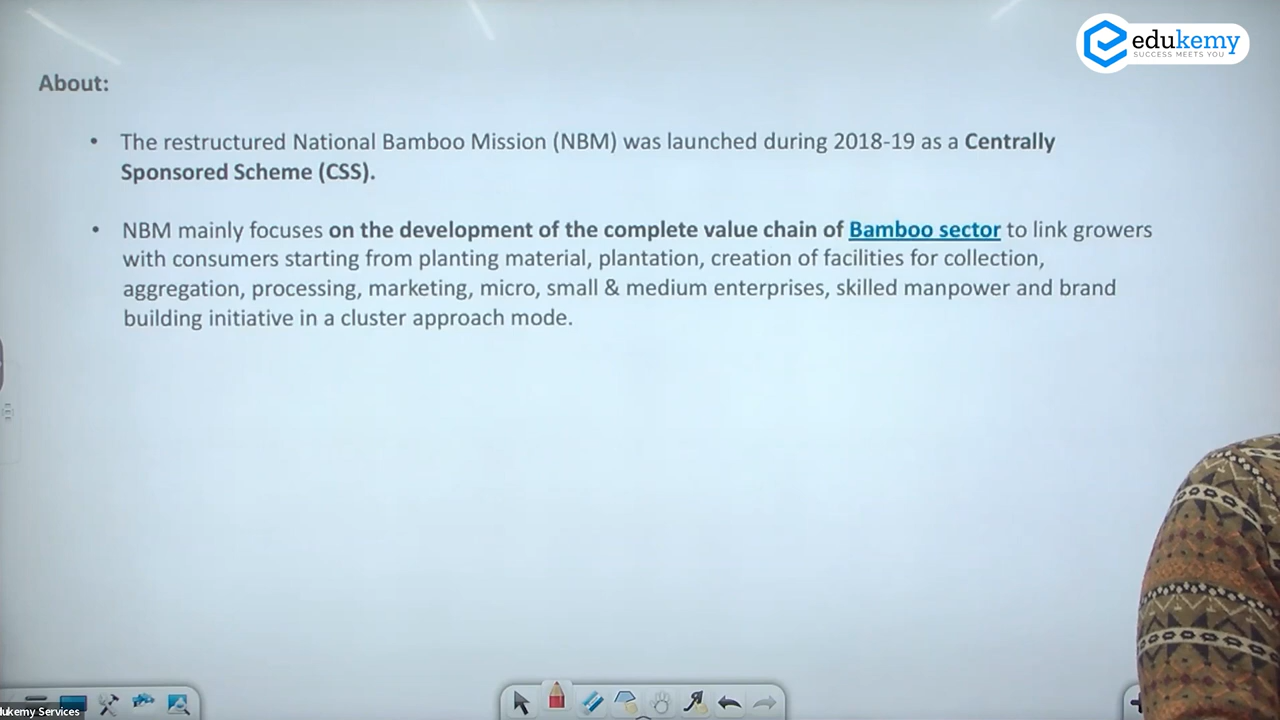 edukemy
SUCCESS MEETS YOU
About:
• The restructured National Bamboo Mission (NBM) was launched during 2018-19 as a Centrally
Sponsored Scheme (CSS).
• NBM mainly focuses on the development of the complete value chain of Bamboo sector to link growers
with consumers starting from planting material, plantation, creation of facilities for collection,
aggregation, processing, marketing, micro, small & medium enterprises, skilled manpower and brand
building initiative in a cluster approach mode.
Services